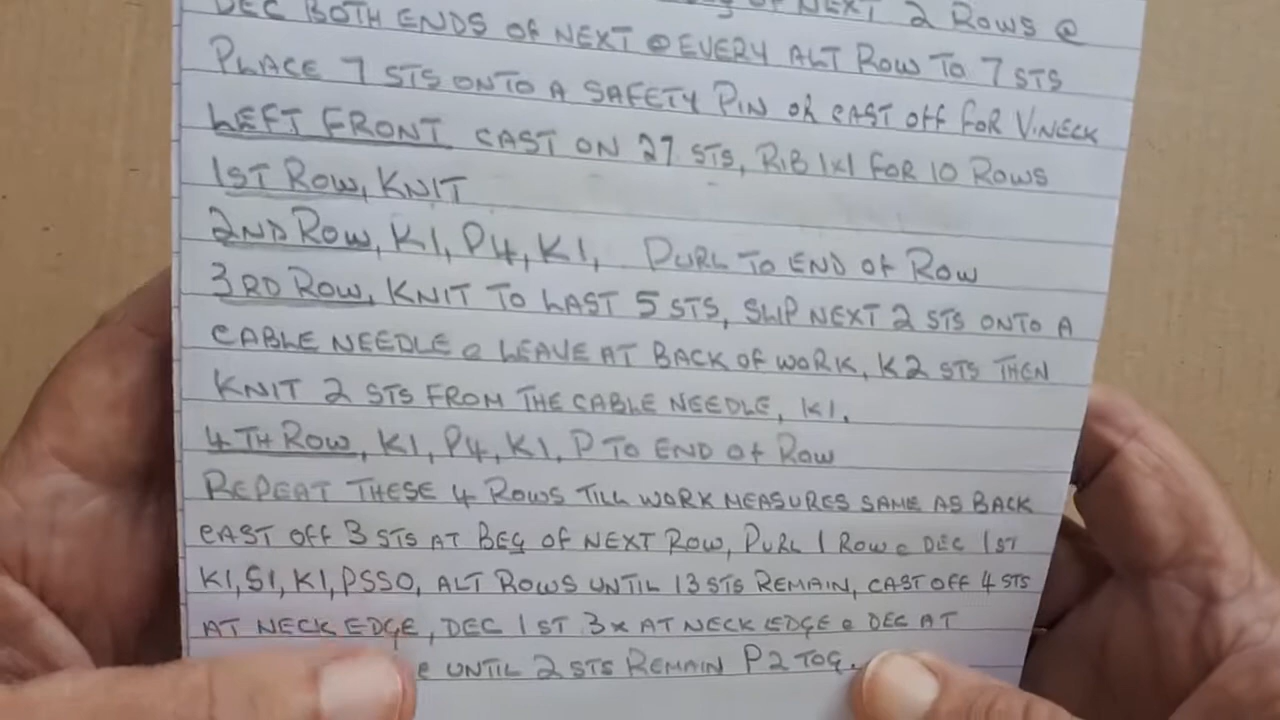 DEC BOTH ENDS OF NEXT @ EVERY ALT ROW TO 7 STS
OF NEXT 2 ROWS @
PLACE 7 STS ONTO A SAFETY PIN OR CAST OFF FOR V.NECK
LEFT FRONT CAST ON 27 STS, RIB 1x1 FOR 10 ROWS
1ST ROW, KNIT
2ND ROW, K1, P4, K1, PURL TO END OF ROW
3RD ROW, KNIT TO LAST 5 STS, SLIP NEXT 2 STS ONTO A
CABLE NEEDLE @ LEAVE AT BACK OF WORK, K2 STS THEN
KNIT 2 STS FROM THE CABLE NEEDLE, K1.
4TH ROW, K1, P4, K1, P TO END OF ROW
REPEAT THESE 4 ROWS TILL WORK MEASURES SAME AS BACK
CAST OFF 3 STS AT BEG OF NEXT ROW, PURL 1 ROW @ DEC 1ST
K1, S1, K1, PSSO, ALT ROWS UNTIL 13 STS REMAIN, CAST OFF 4 STS
AT NECK EDGE, DEC 1 ST 3x AT NECK EDGE @ DEC AT
UNTIL 2 STS REMAIN P2 TOG.